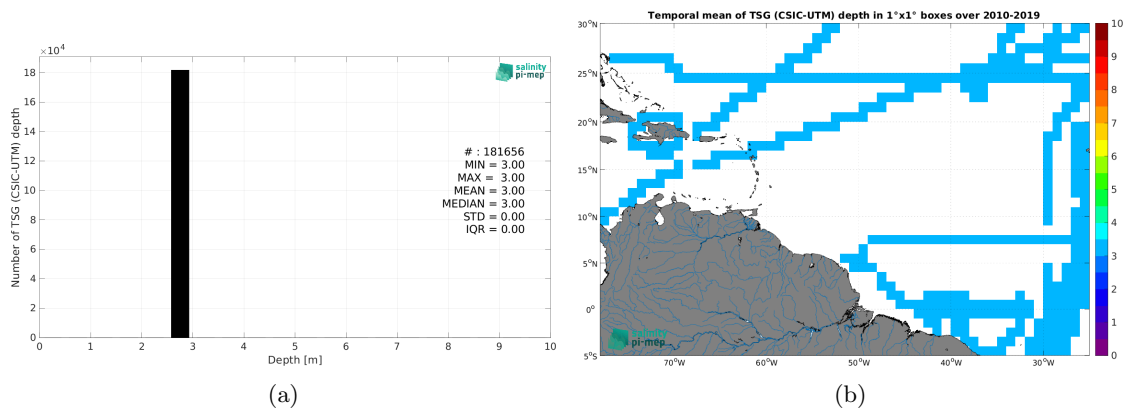 ×10⁴
18
16
14
12
10
8
6
4
2
0
Number of TSG (CSIC-UTM) depth
0 1 2 3 4 5 6 7 8 9 10
Depth [m]
salinity
pi-mep
# : 181656
MIN = 3.00
MAX = 3.00
MEAN = 3.00
MEDIAN = 3.00
STD = 0.00
IQR = 0.00
(a)
Temporal mean of TSG (CSIC-UTM) depth in 1°x1° boxes over 2010-2019
30°N
25°N
20°N
15°N
10°N
5°N
0°
5°S
70°W 60°W 50°W 40°W 30°W
salinity
pi-mep
10
9
8
7
6
5
4
3
2
1
0
(b)